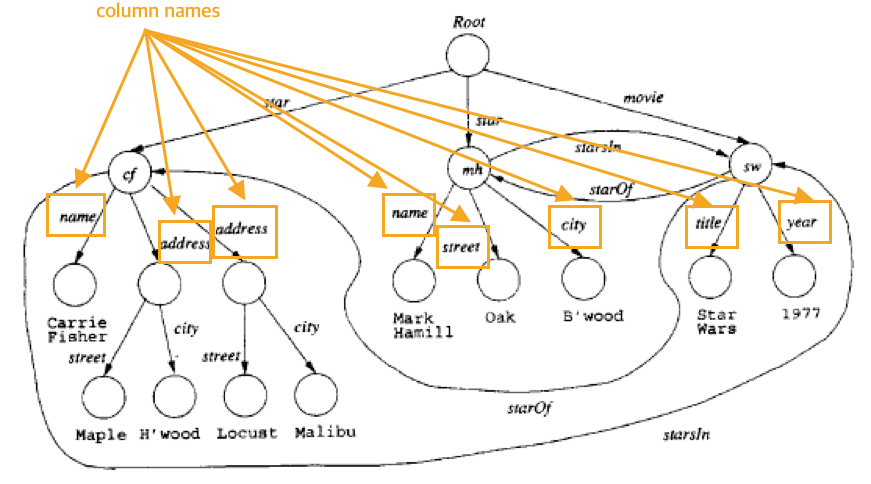 column names
Root
star
star
movie
cf
mh
starsIn
starOf
sw
name
address
address
name
street
city
title
year
Carrie
Fisher
Mark
Hamill
Oak
B'wood
Star
Wars
1977
street
city
street
city
Maple
H'wood
Locust
Malibu
starOf
starsIn